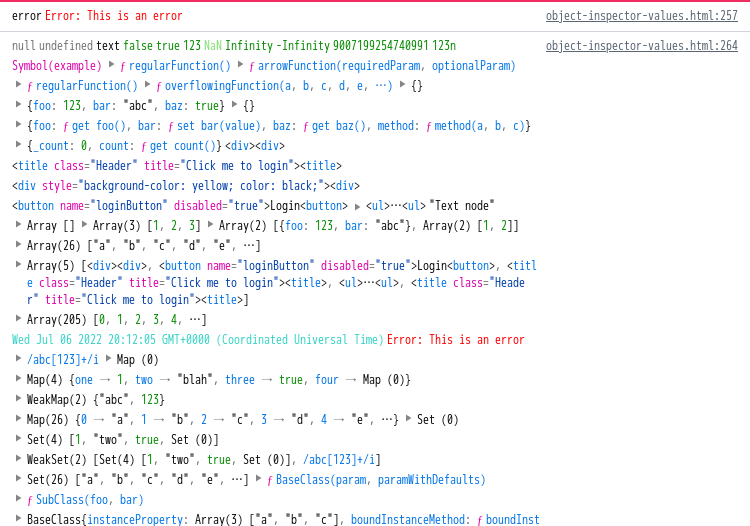 error Error: This is an error object-inspector-values.html:257
null undefined text false true 123 NaN Infinity -Infinity 9007199254740991 123n object-inspector-values.html:264
Symbol(example) ▶ ƒ regularFunction() ▶ ƒ arrowFunction(requiredParam, optionalParam)
▶ ƒ regularFunction() ▶ ƒ overflowingFunction(a, b, c, d, e, …) ▶ {}
▶ {foo: 123, bar: "abc", baz: true} ▶ {}
▶ {foo: ƒ get foo(), bar: ƒ set bar(value), baz: ƒ get baz(), method: ƒ method(a, b, c)}
▶ {_count: 0, count: ƒ get count()} <div><div>
<title class="Header" title="Click me to login"><title>
<div style="background-color: yellow; color: black;"><div>
<button name="loginButton" disabled="true">Login<button> ▶ <ul>⋯<ul> "Text node"
▶ Array [] ▶ Array(3) [1, 2, 3] ▶ Array(2) [{foo: 123, bar: "abc"}, Array(2) [1, 2]]
▶ Array(26) ["a", "b", "c", "d", "e", ⋯]
▶ Array(5) [<div><div>, <button name="loginButton" disabled="true">Login<button>, <titl
e class="Header" title="Click me to login"><title>, <ul>⋯<ul>, <title class="Heade
r" title="Click me to login"><title>]
▶ Array(205) [0, 1, 2, 3, 4, ⋯]
Wed Jul 06 2022 20:12:05 GMT+0000 (Coordinated Universal Time) Error: This is an error
▶ /abc[123]+/i ▶ Map (0)
▶ Map(4) {one → 1, two → "blah", three → true, four → Map (0)}
▶ WeakMap(2) {"abc", 123}
▶ Map(26) {0 → "a", 1 → "b", 2 → "c", 3 → "d", 4 → "e", ⋯} ▶ Set (0)
▶ Set(4) [1, "two", true, Set (0)]
▶ WeakSet(2) [Set(4) [1, "two", true, Set (0)], /abc[123]+/i]
▶ Set(26) ["a", "b", "c", "d", "e", ⋯] ▶ ƒ BaseClass(param, paramWithDefaults)
▶ ƒ SubClass(foo, bar)
▶ BaseClass{instanceProperty: Array(3) ["a", "b", "c"], boundInstanceMethod: ƒ boundInst